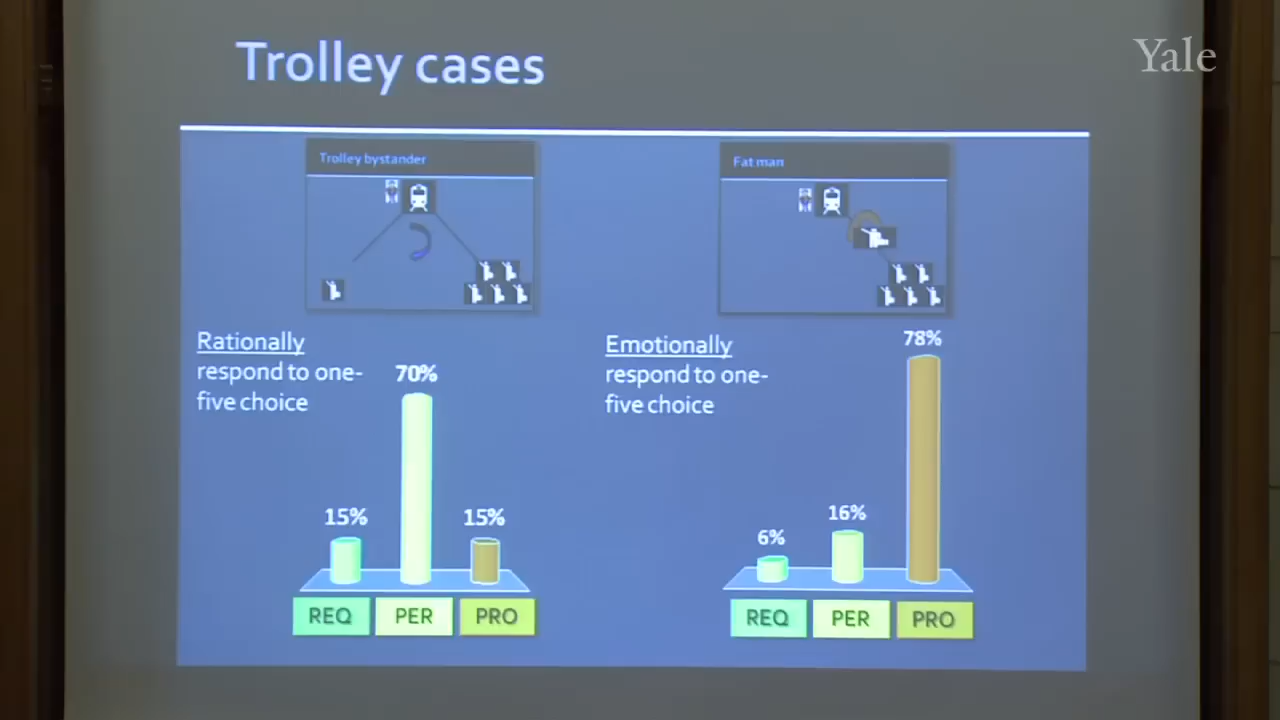 Trolley cases
Yale
Trolley bystander
Fat man
Rationally
respond to one-
five choice
70%
15%
15%
REQ
PER
PRO
Emotionally
respond to one-
five choice
78%
6%
16%
REQ
PER
PRO